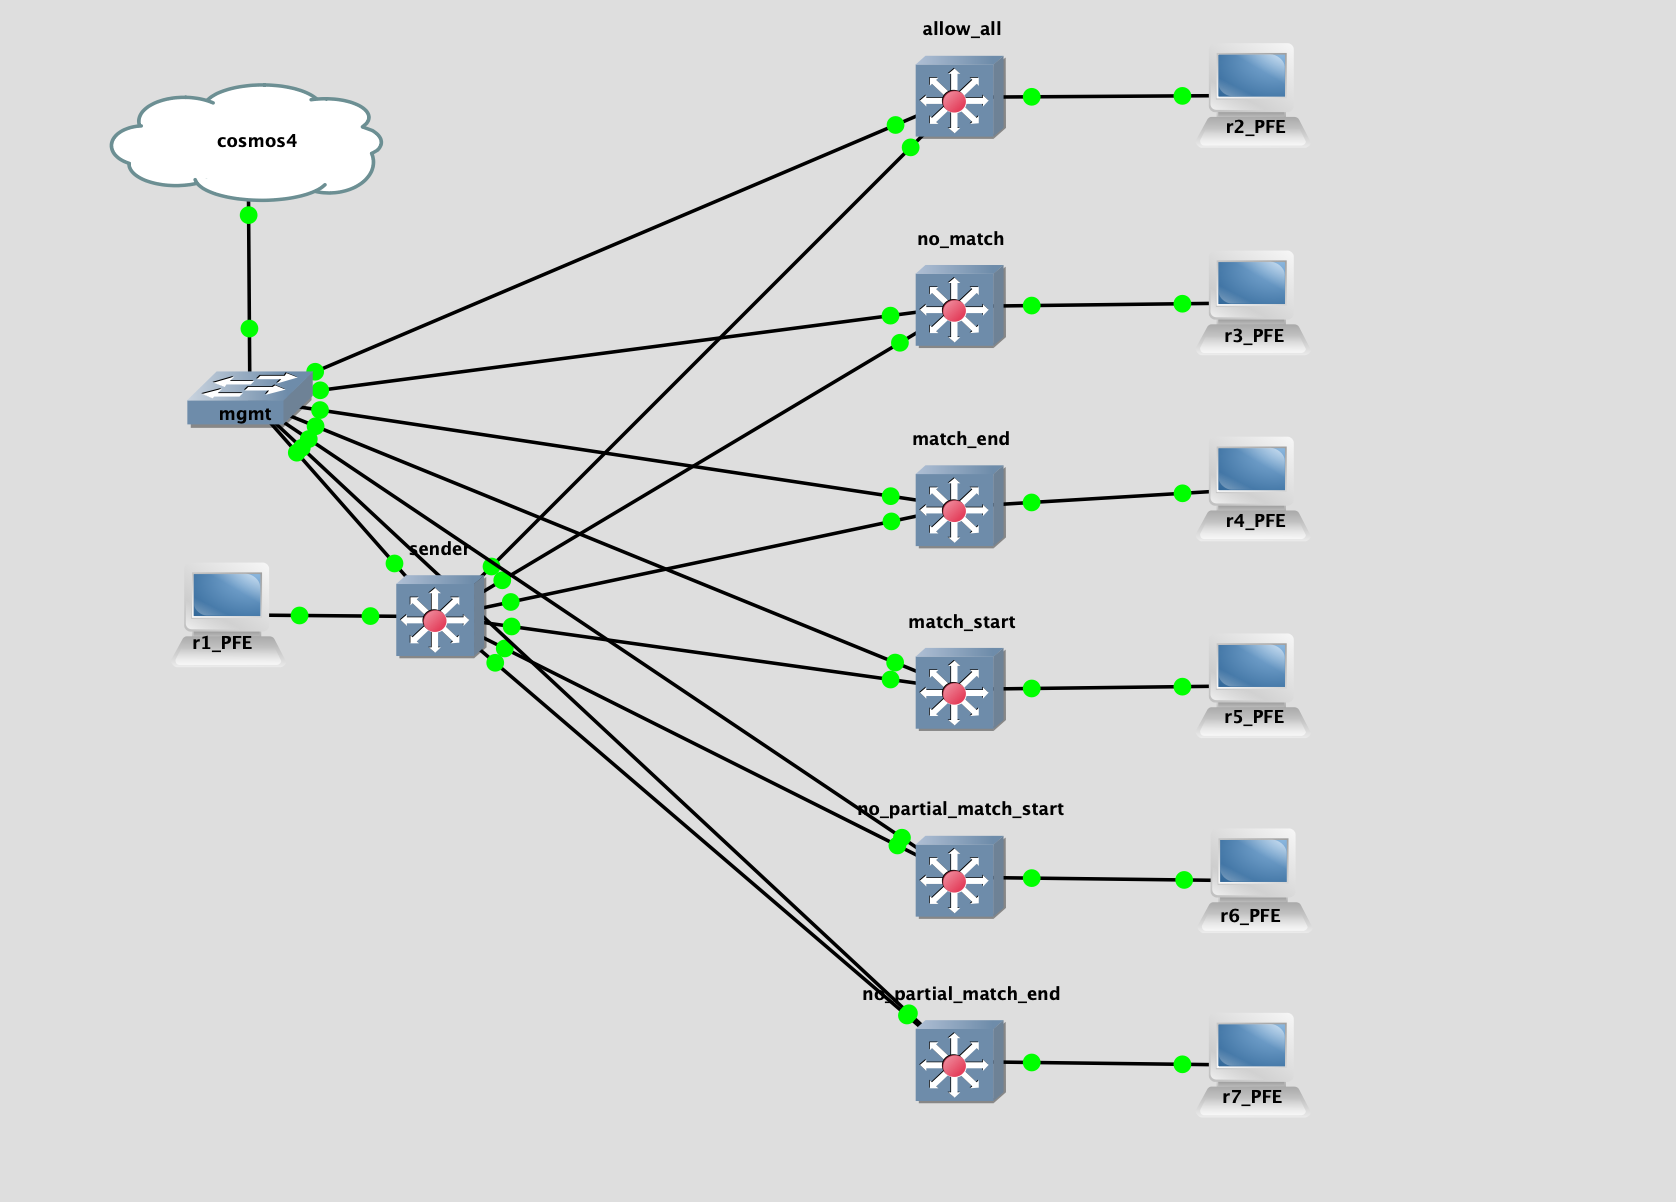 allow_all
r2_PFE
cosmos4
no_match
r3_PFE
mgmt
match_end
r4_PFE
sender
r1_PFE
match_start
r5_PFE
no_partial_match_start
r6_PFE
no_partial_match_end
r7_PFE